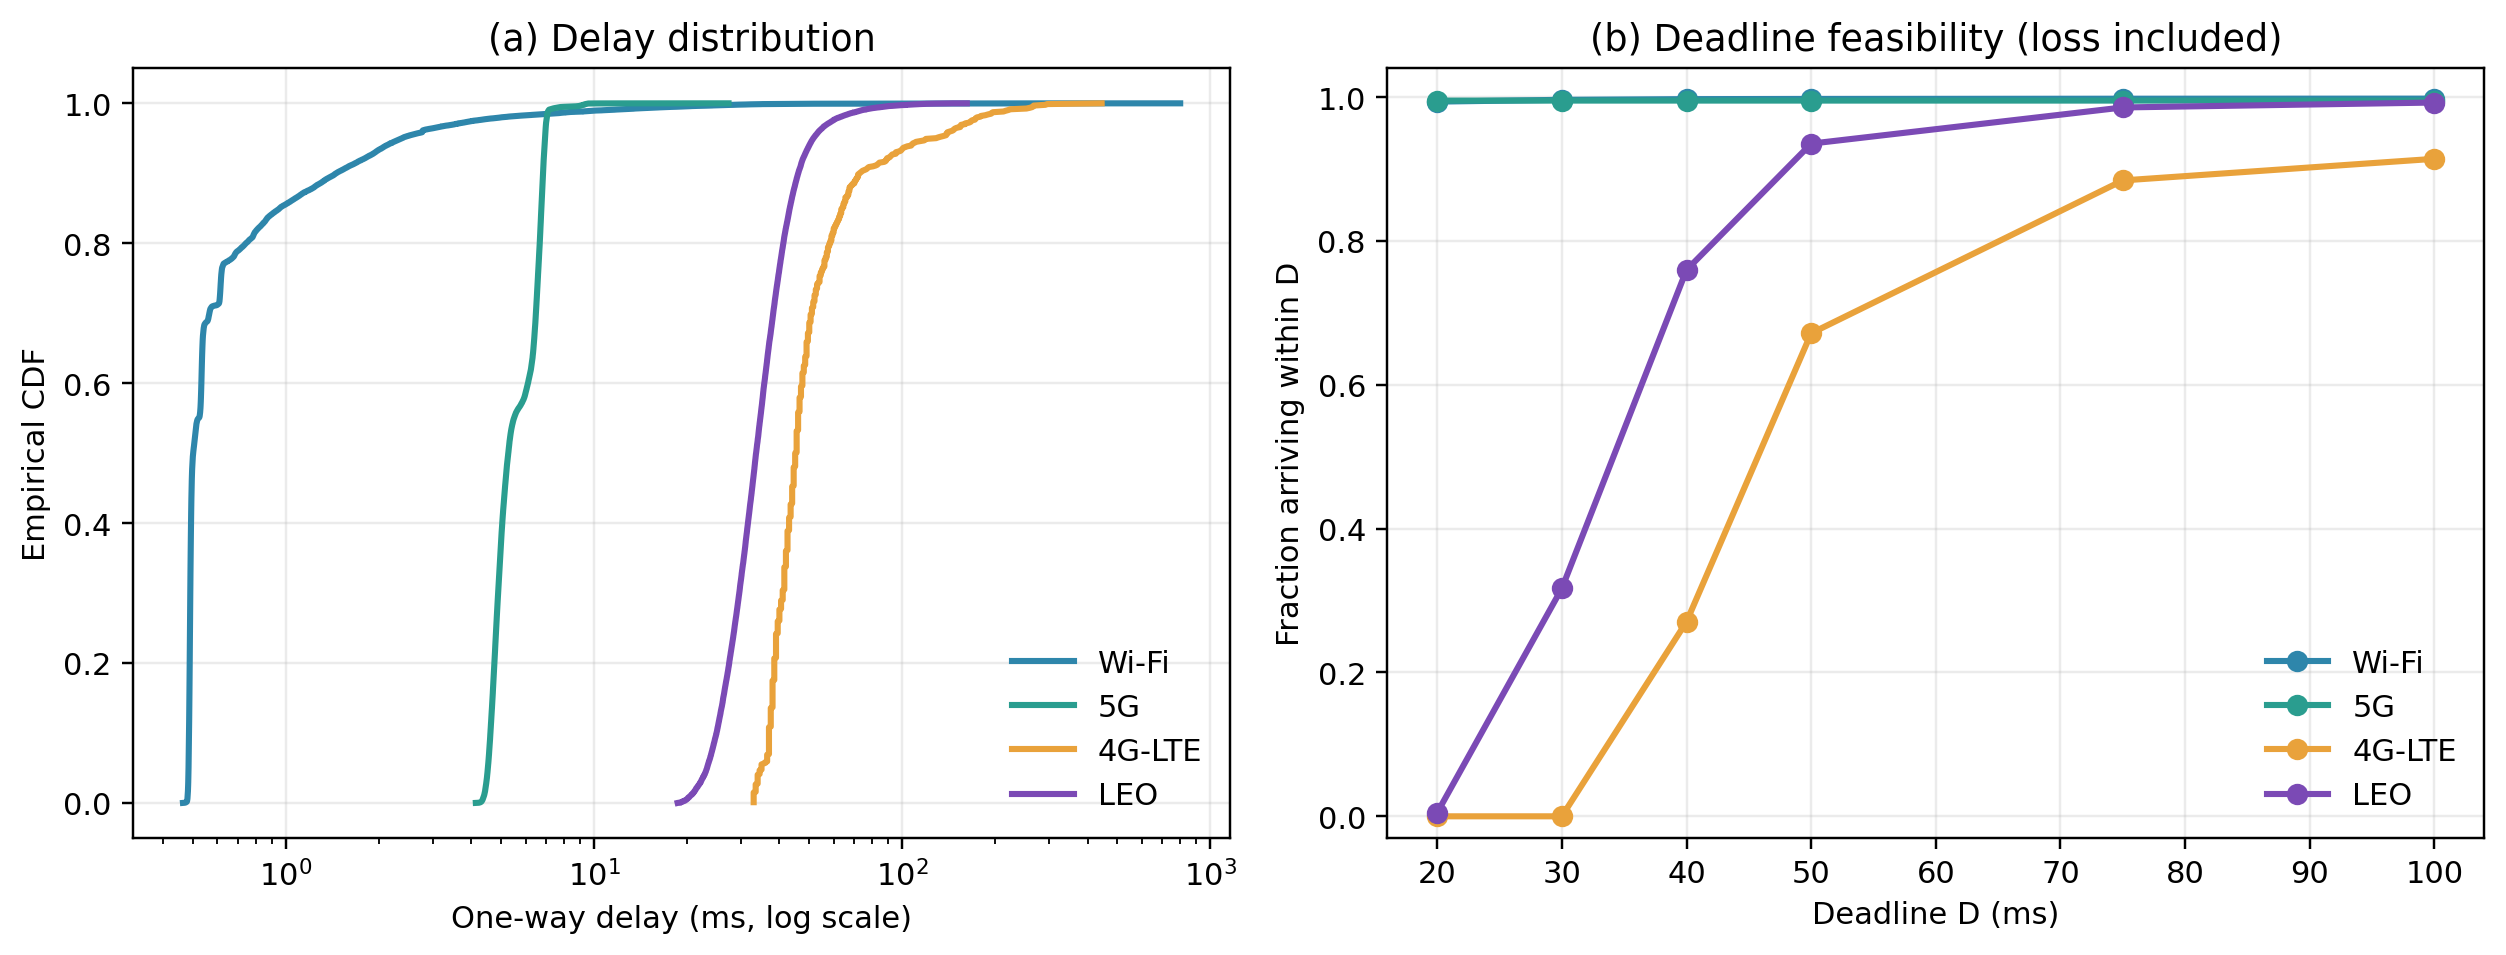 (a) Delay distribution
Empirical CDF
1.0
0.8
0.6
0.4
0.2
0.0
10⁰
10¹
10²
10³
One-way delay (ms, log scale)
Wi-Fi
5G
4G-LTE
LEO
(b) Deadline feasibility (loss included)
Fraction arriving within D
1.0
0.8
0.6
0.4
0.2
0.0
20
30
40
50
60
70
80
90
100
Deadline D (ms)
Wi-Fi
5G
4G-LTE
LEO